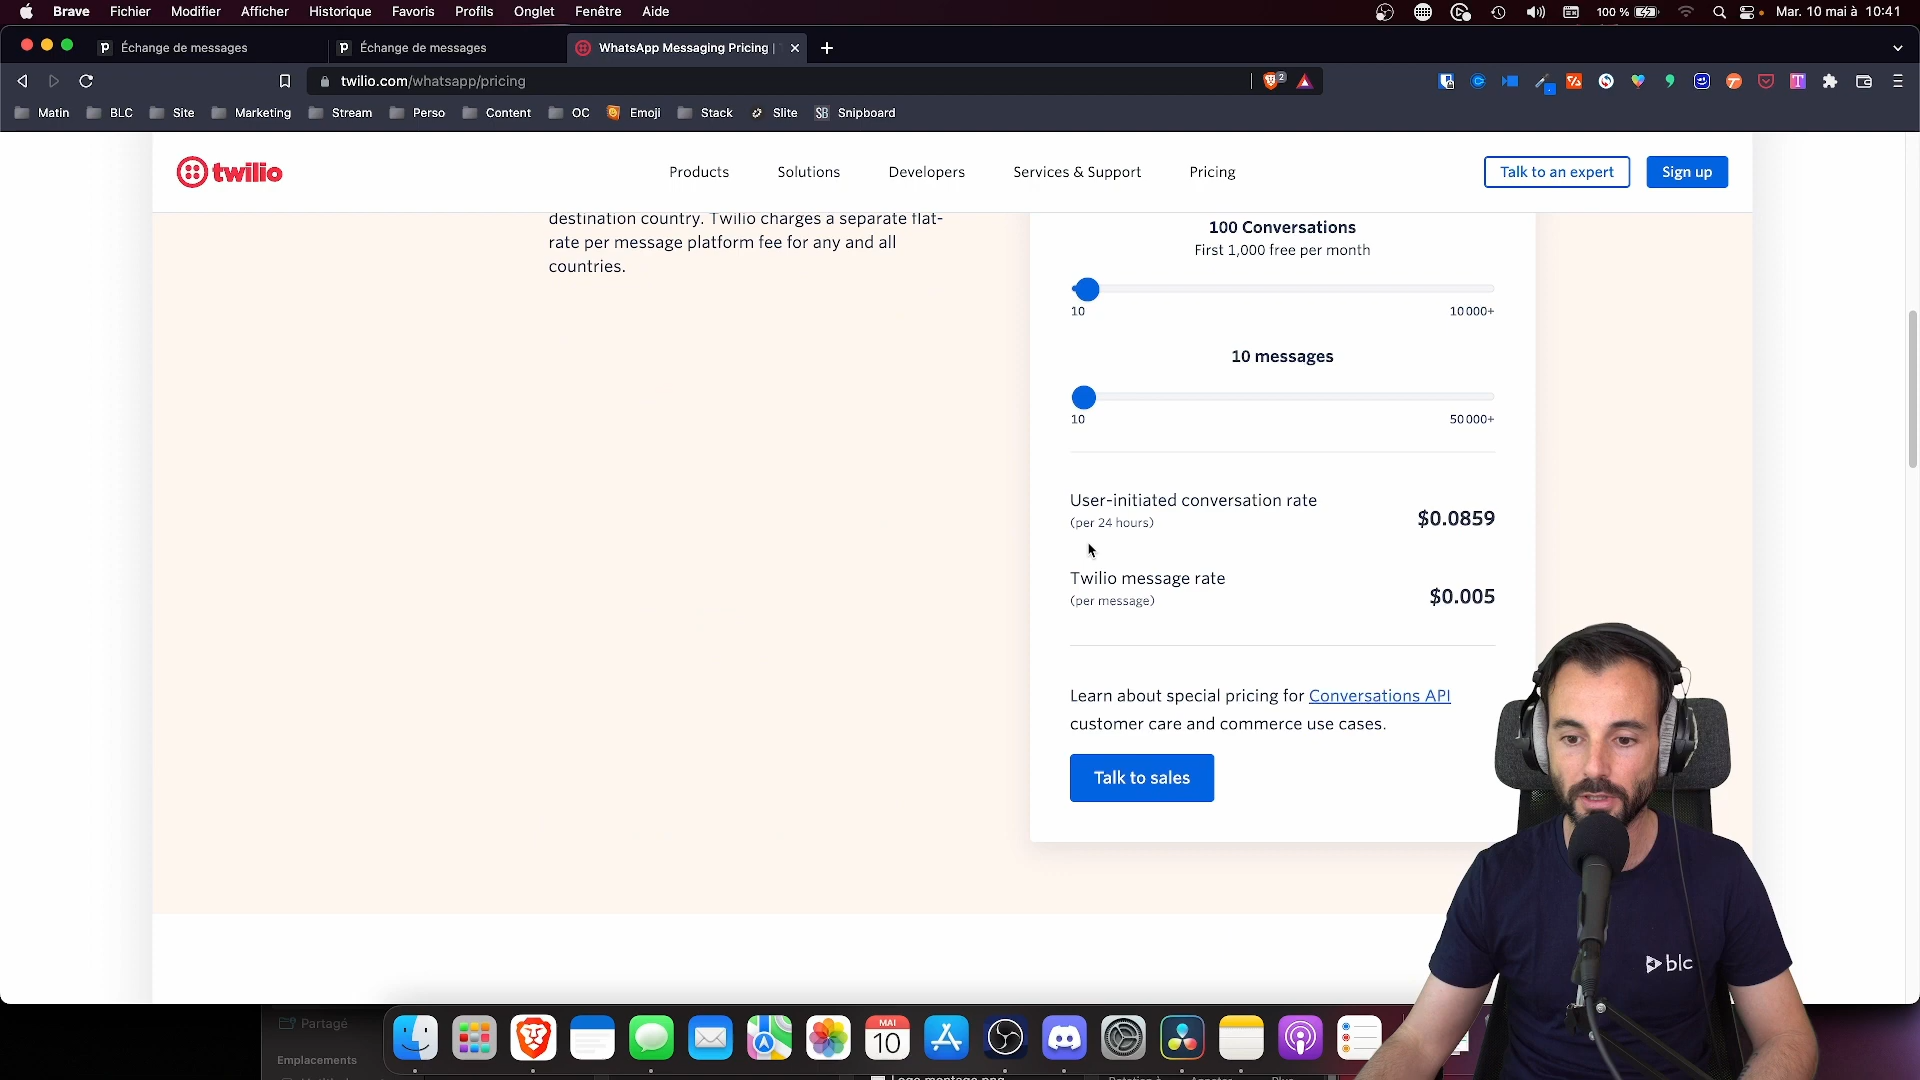 Brave Fichier Modifier Afficher Historique Favoris Profils Onglet Fenêtre Aide 100 % Mar. 10 mai à 10:41
Échange de messages
Échange de messages
WhatsApp Messaging Pricing |
twilio.com/whatsapp/pricing
2
Matin BLC Site Marketing Stream Perso Content OC Emoji Stack Slite Snipboard
twilio
Products Solutions Developers Services & Support Pricing
Talk to an expert
Sign up
destination country. Twilio charges a separate flat-
rate per message platform fee for any and all
countries.
100 Conversations
First 1,000 free per month
10 10 000+
10 messages
10 50 000+
User-initiated conversation rate
(per 24 hours)
$0.0859
Twilio message rate
(per message)
$0.005
Learn about special pricing for Conversations API
customer care and commerce use cases.
Talk to sales
blc
Partagé
Emplacements
MAI
10